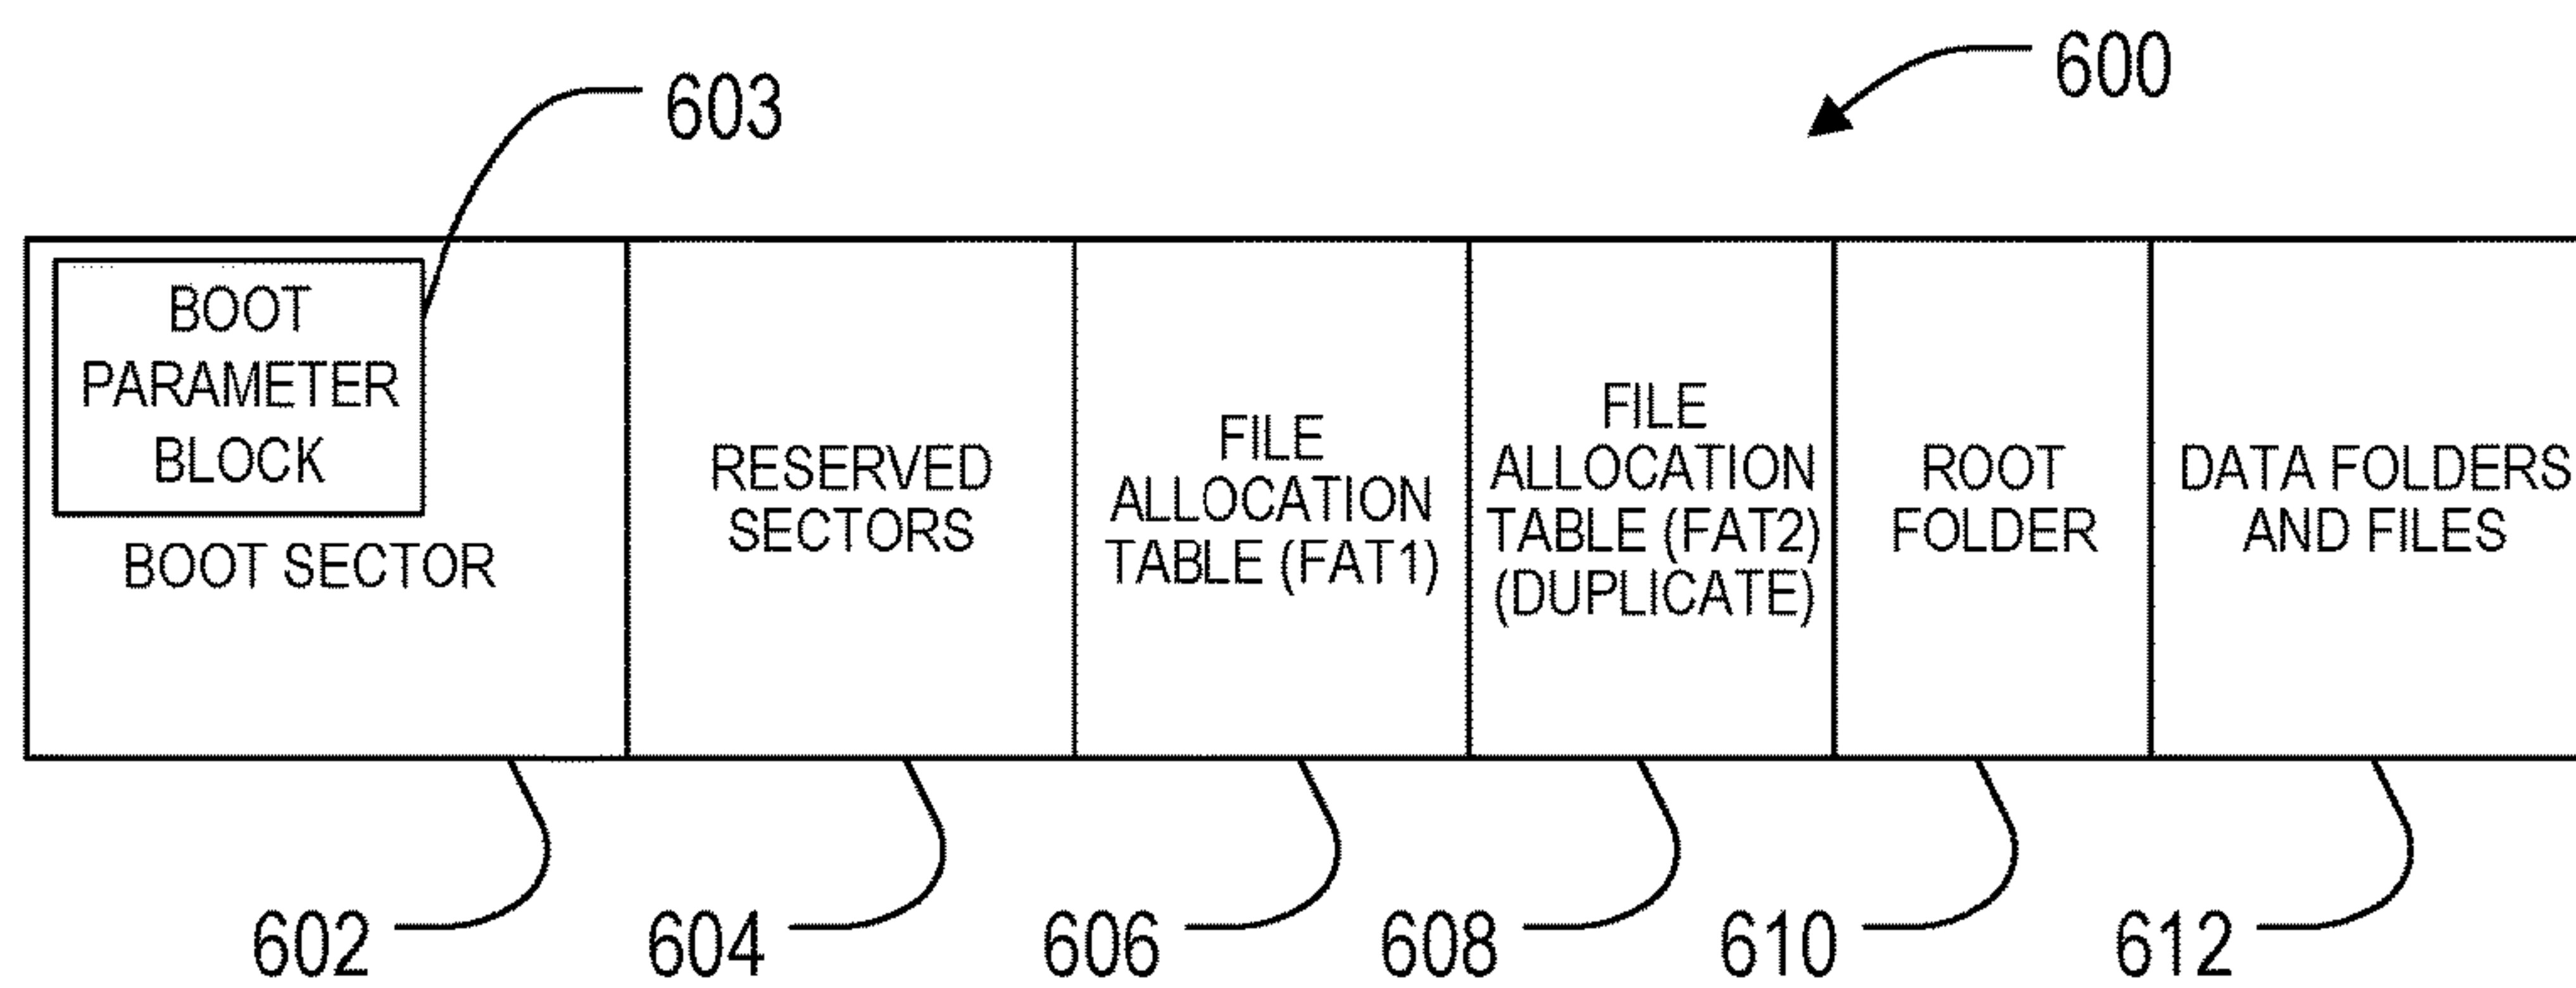 600
603
BOOT
PARAMETER
BLOCK
BOOT SECTOR
RESERVED
SECTORS
FILE
ALLOCATION
TABLE (FAT1)
FILE
ALLOCATION
TABLE (FAT2)
(DUPLICATE)
ROOT
FOLDER
DATA FOLDERS
AND FILES
602
604
606
608
610
612